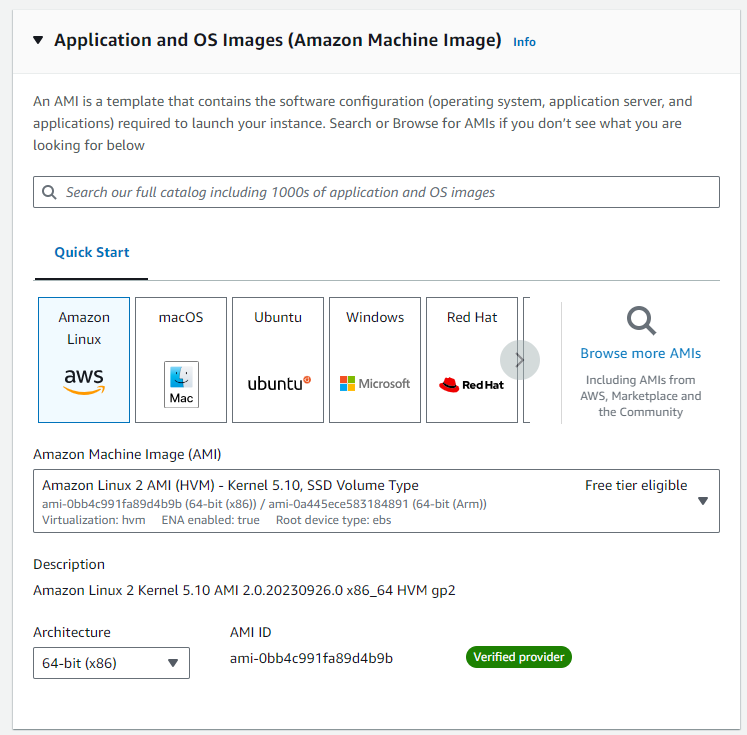 Application and OS Images (Amazon Machine Image) Info
An AMI is a template that contains the software configuration (operating system, application server, and
applications) required to launch your instance. Search or Browse for AMIs if you don't see what you are
looking for below
Search our full catalog including 1000s of application and OS images
Quick Start
Amazon
Linux
aws
macOS
Mac
Ubuntu
ubuntu
Windows
Microsoft
Red Hat
Red Hat
Browse more AMIs
Including AMIs from
AWS, Marketplace and
the Community
Amazon Machine Image (AMI)
Amazon Linux 2 AMI (HVM) - Kernel 5.10, SSD Volume Type Free tier eligible
ami-0bb4c991fa89d4b9b (64-bit (x86)) / ami-0a445ece583184891 (64-bit (Arm))
Virtualization: hvm ENA enabled: true Root device type: ebs
Description
Amazon Linux 2 Kernel 5.10 AMI 2.0.20230926.0 x86_64 HVM gp2
Architecture AMI ID
64-bit (x86) ami-0bb4c991fa89d4b9b Verified provider